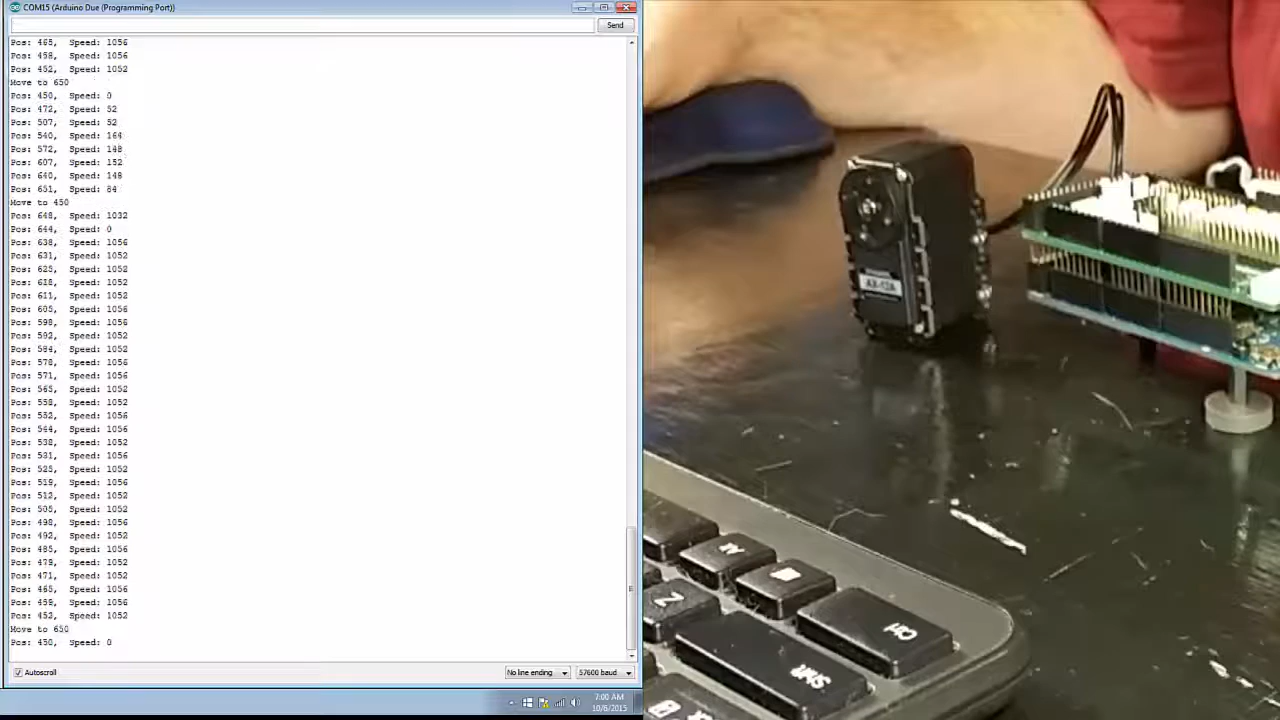 COM15 (Arduino Due (Programming Port))
Send
Pos: 465, Speed: 1056
Pos: 458, Speed: 1056
Pos: 452, Speed: 1052
Move to 650
Pos: 450, Speed: 0
Pos: 472, Speed: 52
Pos: 507, Speed: 52
Pos: 540, Speed: 164
Pos: 572, Speed: 148
Pos: 607, Speed: 152
Pos: 640, Speed: 148
Pos: 651, Speed: 84
Move to 450
Pos: 648, Speed: 1032
Pos: 644, Speed: 0
Pos: 638, Speed: 1056
Pos: 631, Speed: 1052
Pos: 625, Speed: 1052
Pos: 618, Speed: 1052
Pos: 611, Speed: 1052
Pos: 605, Speed: 1056
Pos: 598, Speed: 1056
Pos: 592, Speed: 1052
Pos: 584, Speed: 1052
Pos: 578, Speed: 1056
Pos: 571, Speed: 1056
Pos: 565, Speed: 1052
Pos: 558, Speed: 1052
Pos: 552, Speed: 1056
Pos: 544, Speed: 1056
Pos: 538, Speed: 1052
Pos: 531, Speed: 1056
Pos: 525, Speed: 1052
Pos: 519, Speed: 1056
Pos: 512, Speed: 1052
Pos: 505, Speed: 1052
Pos: 498, Speed: 1056
Pos: 492, Speed: 1052
Pos: 485, Speed: 1056
Pos: 479, Speed: 1052
Pos: 471, Speed: 1052
Pos: 465, Speed: 1056
Pos: 458, Speed: 1056
Pos: 452, Speed: 1052
Move to 650
Pos: 450, Speed: 0
Autoscroll
No line ending
57600 baud
7:00 AM
10/6/2015
AX-12A
Alt
Z
Ctrl
Shift